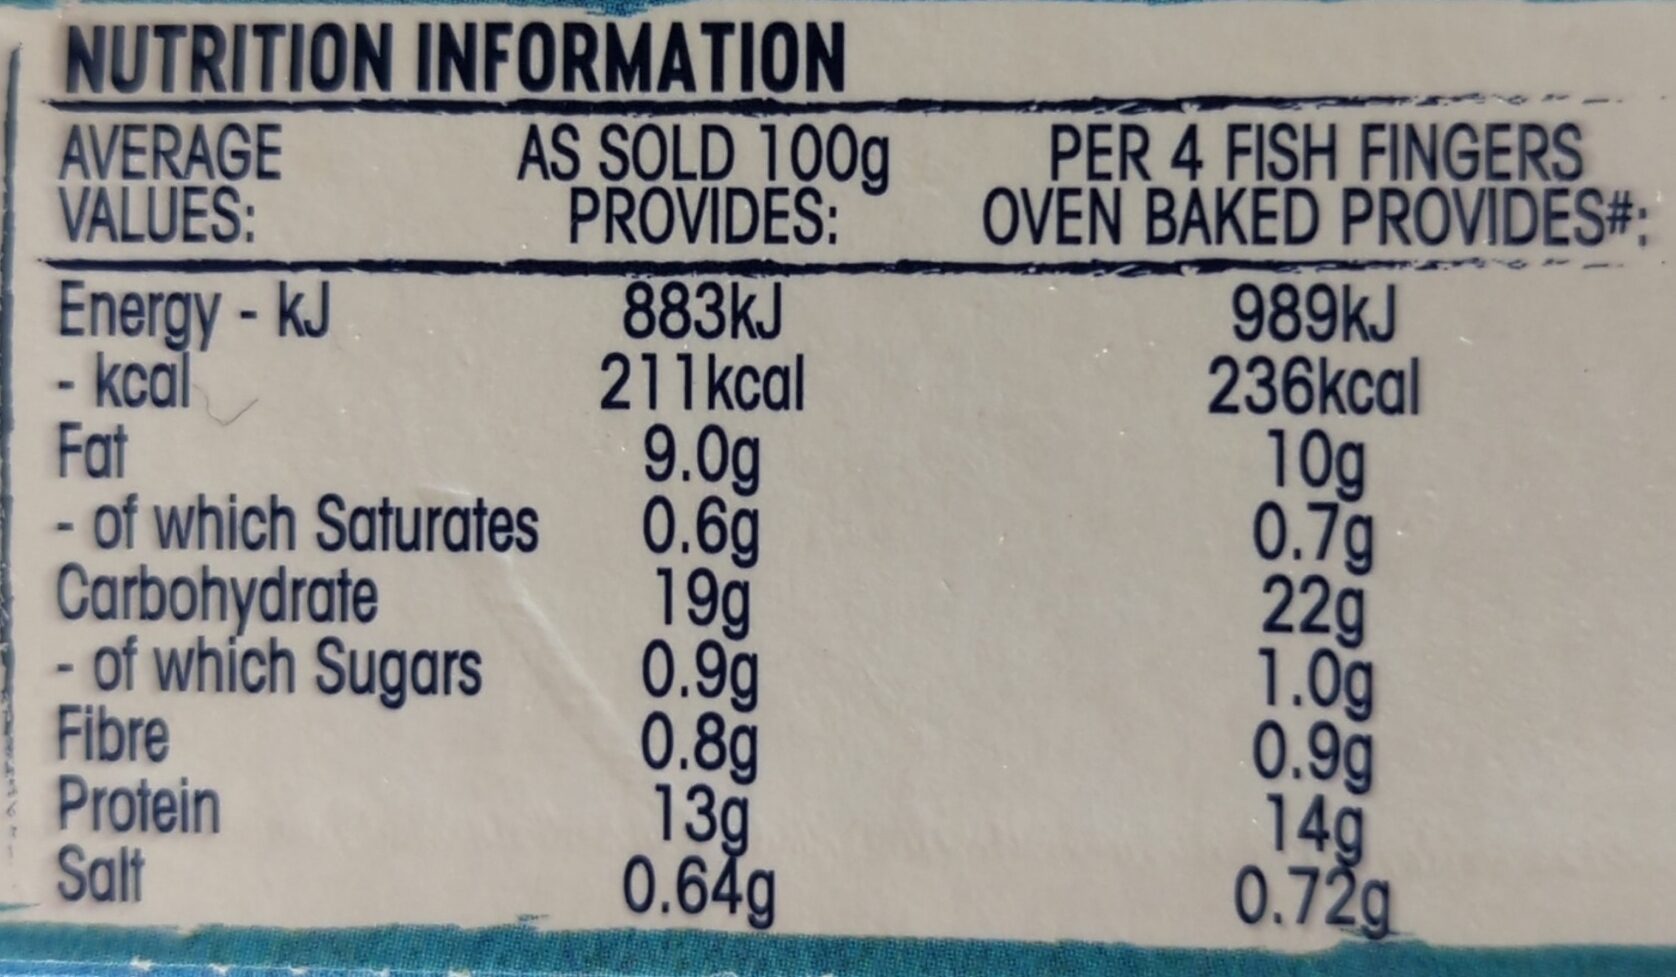 NUTRITION INFORMATION
AVERAGE VALUES: AS SOLD 100g PROVIDES: PER 4 FISH FINGERS OVEN BAKED PROVIDES#:
Energy - kJ 883kJ 989kJ
- kcal 211kcal 236kcal
Fat 9.0g 10g
- of which Saturates 0.6g 0.7g
Carbohydrate 19g 22g
- of which Sugars 0.9g 1.0g
Fibre 0.8g 0.9g
Protein 13g 14g
Salt 0.64g 0.72g